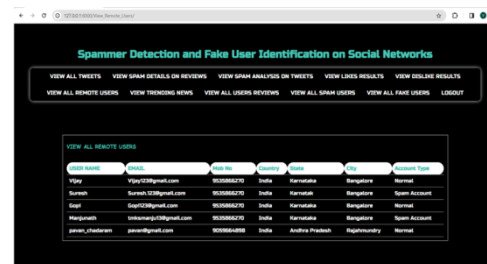 127.0.0.1:8000/View_Remote_Users/
Spammer Detection and Fake User Identification on Social Networks
VIEW ALL TWEETS VIEW SPAM DETAILS ON REVIEWS VIEW SPAM ANALYSIS ON TWEETS VIEW LIKES RESULTS VIEW DISLIKE RESULTS
VIEW ALL REMOTE USERS VIEW TRENDING NEWS VIEW ALL USERS REVIEWS VIEW ALL SPAM USERS VIEW ALL FAKE USERS LOGOUT
VIEW ALL REMOTE USERS
USER NAME EMAIL Mob No Country State City Account Type
Vijay Vijay123@gmail.com 9535866270 India Karnataka Bangalore Normal
Suresh Suresh.123@gmail.com 9535866270 India Karnatak Bangalore Spam Account
Gopi Gopi123@gmail.com 9535866270 India Karnataka Bangalore Normal
Manjunath tmksmanju13@gmail.com 9535866270 India Karnataka Bangalore Spam Account
pavan_chadaram pavan@gmail.com 9059664898 India Andhra Pradesh Rajahmundry Normal